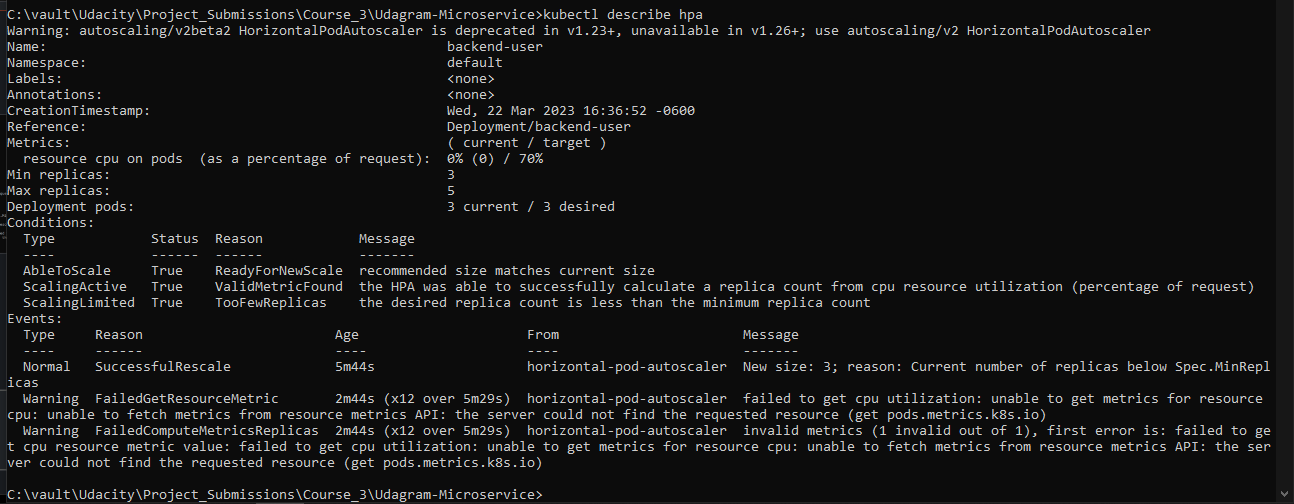 C:\vault\Udacity\Project_Submissions\Course_3\Udagram-Microservice>kubectl describe hpa
Warning: autoscaling/v2beta2 HorizontalPodAutoscaler is deprecated in v1.23+, unavailable in v1.26+; use autoscaling/v2 HorizontalPodAutoscaler
Name:                                                  backend-user
Namespace:                                             default
Labels:                                                <none>
Annotations:                                           <none>
CreationTimestamp:                                     Wed, 22 Mar 2023 16:36:52 -0600
Reference:                                             Deployment/backend-user
Metrics:                                               ( current / target )
  resource cpu on pods  (as a percentage of request):  0% (0) / 70%
Min replicas:                                          3
Max replicas:                                          5
Deployment pods:                                       3 current / 3 desired
Conditions:
  Type            Status  Reason            Message
  ----            ------  ------            -------
  AbleToScale     True    ReadyForNewScale  recommended size matches current size
  ScalingActive   True    ValidMetricFound  the HPA was able to successfully calculate a replica count from cpu resource utilization (percentage of request)
  ScalingLimited  True    TooFewReplicas    the desired replica count is less than the minimum replica count
Events:
  Type     Reason                        Age                     From                       Message
  ----     ------                        ----                    ----                       -------
  Normal   SuccessfulRescale             5m44s                   horizontal-pod-autoscaler  New size: 3; reason: Current number of replicas below Spec.MinRepl
icas
  Warning  FailedGetResourceMetric       2m44s (x12 over 5m29s)  horizontal-pod-autoscaler  failed to get cpu utilization: unable to get metrics for resource
cpu: unable to fetch metrics from resource metrics API: the server could not find the requested resource (get pods.metrics.k8s.io)
  Warning  FailedComputeMetricsReplicas  2m44s (x12 over 5m29s)  horizontal-pod-autoscaler  invalid metrics (1 invalid out of 1), first error is: failed to ge
t cpu resource metric value: failed to get cpu utilization: unable to get metrics for resource cpu: unable to fetch metrics from resource metrics API: the ser
ver could not find the requested resource (get pods.metrics.k8s.io)
C:\vault\Udacity\Project_Submissions\Course_3\Udagram-Microservice>